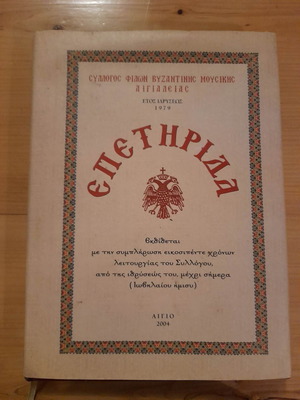 ΣΥΛΛΟΓΟΣ ΦΙΛΩΝ ΒΥΖΑΝΤΙΝΗΣ ΜΟΥΣΙΚΗΣ
ΑΙΓΙΑΛΕΙΑΣ
ΕΤΟΣ ΙΔΡΥΣΕΩΣ
1979
ΕΠΕΤΗΡΙΔΑ
Εκδίδεται
με την συμπλήρωση εικοσιπέντε χρόνων
λειτουργίας του Συλλόγου,
από της ιδρύσεώς του, μέχρι σήμερα
(Ιωβηλαίου ήμισυ)
ΑΙΓΙΟ
2004